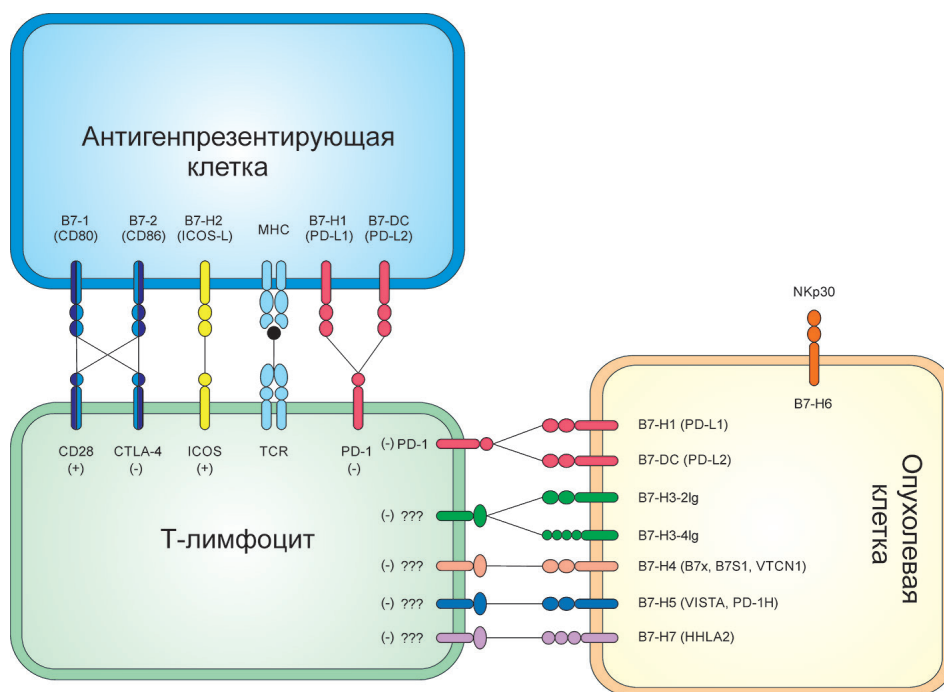 Антигенпрезентирующая
клетка
B7-1
(CD80)
B7-2
(CD86)
B7-H2
(ICOS-L)
MHC
B7-H1
(PD-L1)
B7-DC
(PD-L2)
NKp30
B7-H6
CD28
(+)
CTLA-4
(-)
ICOS
(+)
TCR
PD-1
(-)
(-) PD-1
(-) ???
(-) ???
(-) ???
(-) ???
Т-лимфоцит
B7-H1 (PD-L1)
B7-DC (PD-L2)
B7-H3-2Ig
B7-H3-4Ig
B7-H4 (B7x, B7S1, VTCN1)
B7-H5 (VISTA, PD-1H)
B7-H7 (HHLA2)
Опухолевая
клетка